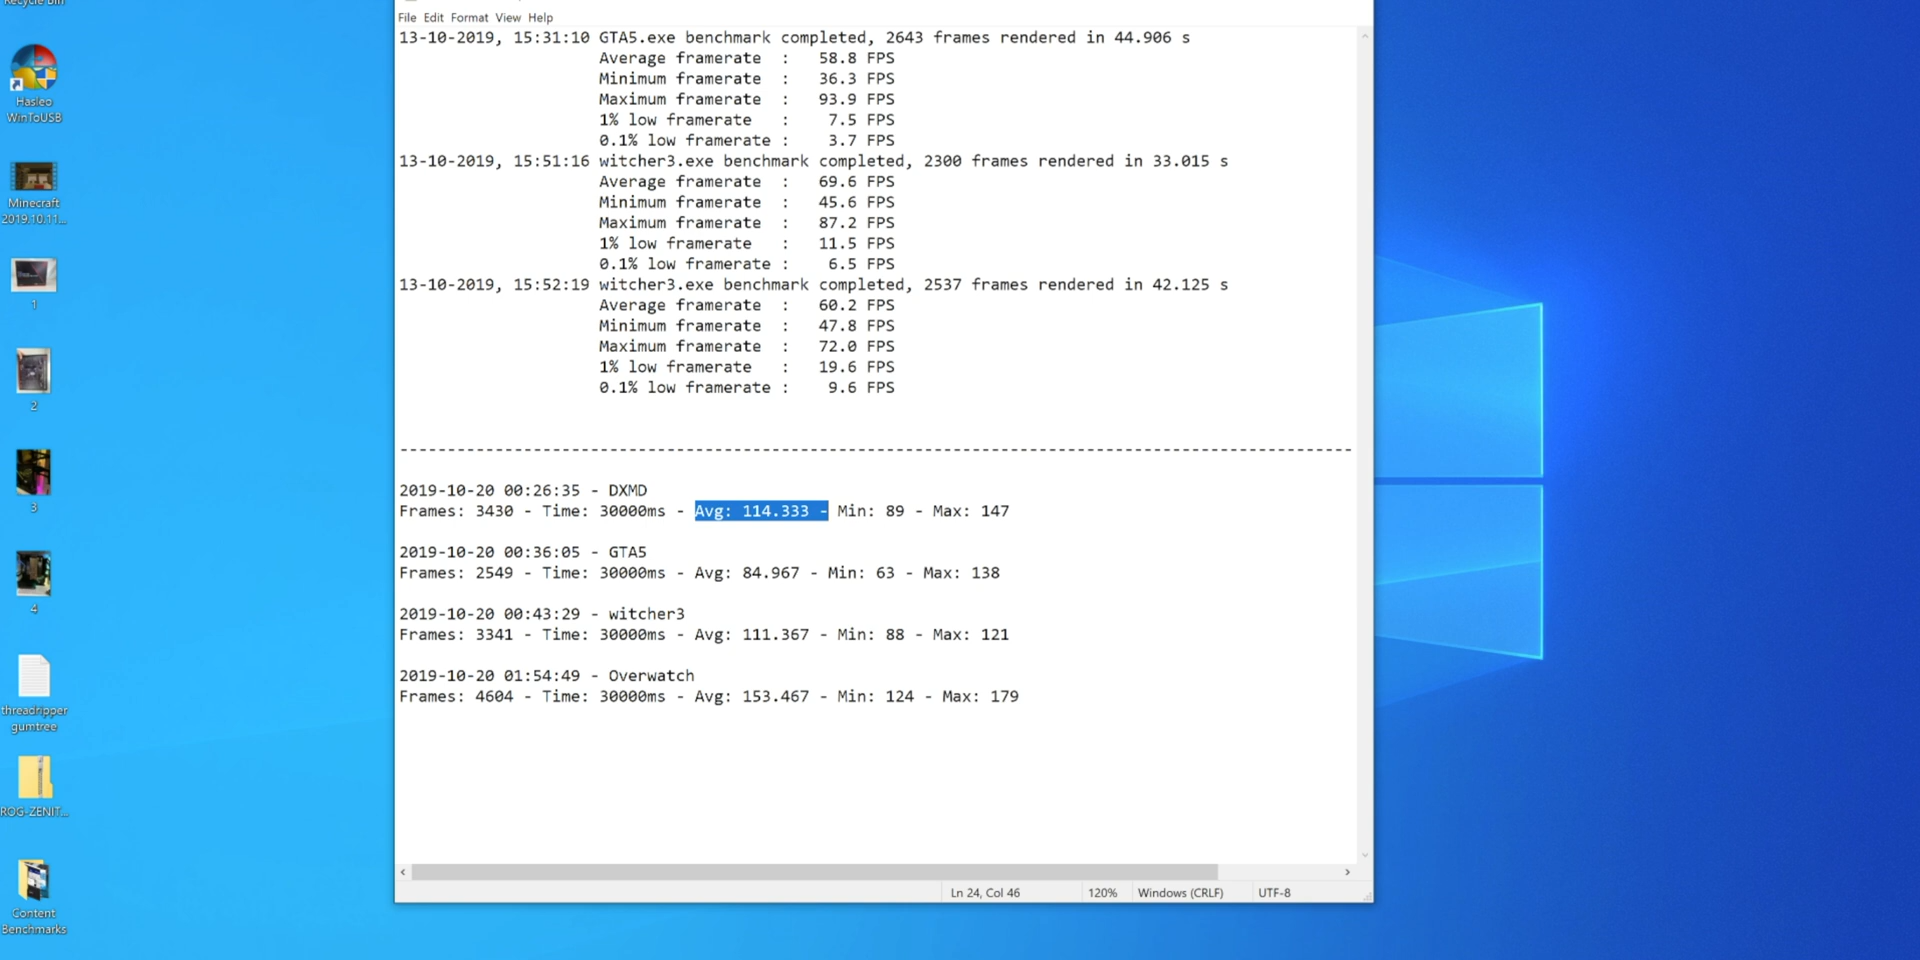 Recycle Bin
Hasleo
WinToUSB
Minecraft
2019.10.11...
1
2
3
4
threadripper
gumtree
ROG-ZENIT...
Content
Benchmarks
File Edit Format View Help
13-10-2019, 15:31:10 GTA5.exe benchmark completed, 2643 frames rendered in 44.906 s
Average framerate : 58.8 FPS
Minimum framerate : 36.3 FPS
Maximum framerate : 93.9 FPS
1% low framerate : 7.5 FPS
0.1% low framerate : 3.7 FPS
13-10-2019, 15:51:16 witcher3.exe benchmark completed, 2300 frames rendered in 33.015 s
Average framerate : 69.6 FPS
Minimum framerate : 45.6 FPS
Maximum framerate : 87.2 FPS
1% low framerate : 11.5 FPS
0.1% low framerate : 6.5 FPS
13-10-2019, 15:52:19 witcher3.exe benchmark completed, 2537 frames rendered in 42.125 s
Average framerate : 60.2 FPS
Minimum framerate : 47.8 FPS
Maximum framerate : 72.0 FPS
1% low framerate : 19.6 FPS
0.1% low framerate : 9.6 FPS
----------------------------------------------------------------------------------------------------
2019-10-20 00:26:35 - DXMD
Frames: 3430 - Time: 30000ms - Avg: 114.333 - Min: 89 - Max: 147
2019-10-20 00:36:05 - GTA5
Frames: 2549 - Time: 30000ms - Avg: 84.967 - Min: 63 - Max: 138
2019-10-20 00:43:29 - witcher3
Frames: 3341 - Time: 30000ms - Avg: 111.367 - Min: 88 - Max: 121
2019-10-20 01:54:49 - Overwatch
Frames: 4604 - Time: 30000ms - Avg: 153.467 - Min: 124 - Max: 179
Ln 24, Col 46 120% Windows (CRLF) UTF-8